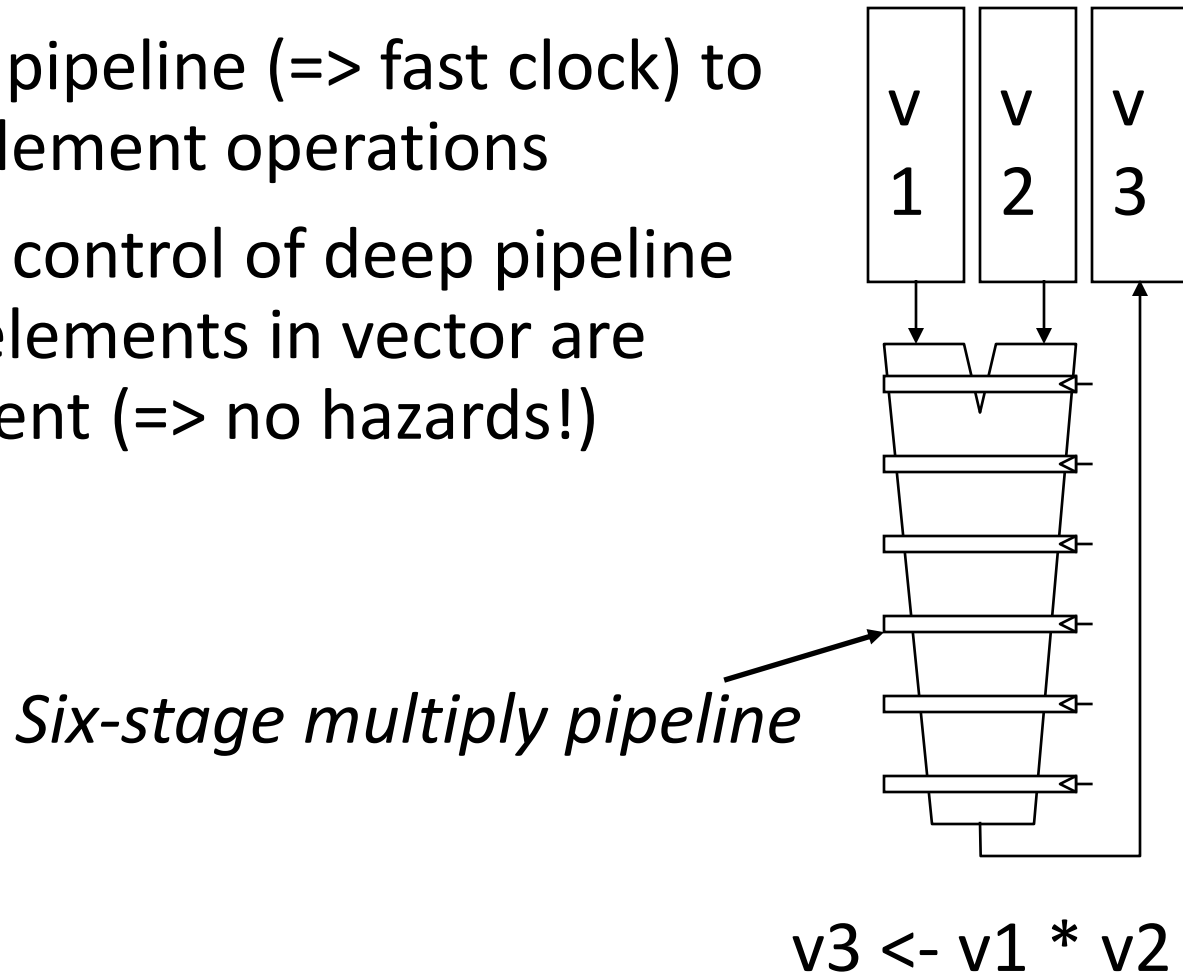 pipeline (=> fast clock) to
lement operations
control of deep pipeline
elements in vector are
ent (=> no hazards!)
v
1
v
2
v
3
Six-stage multiply pipeline
v3 <- v1 * v2